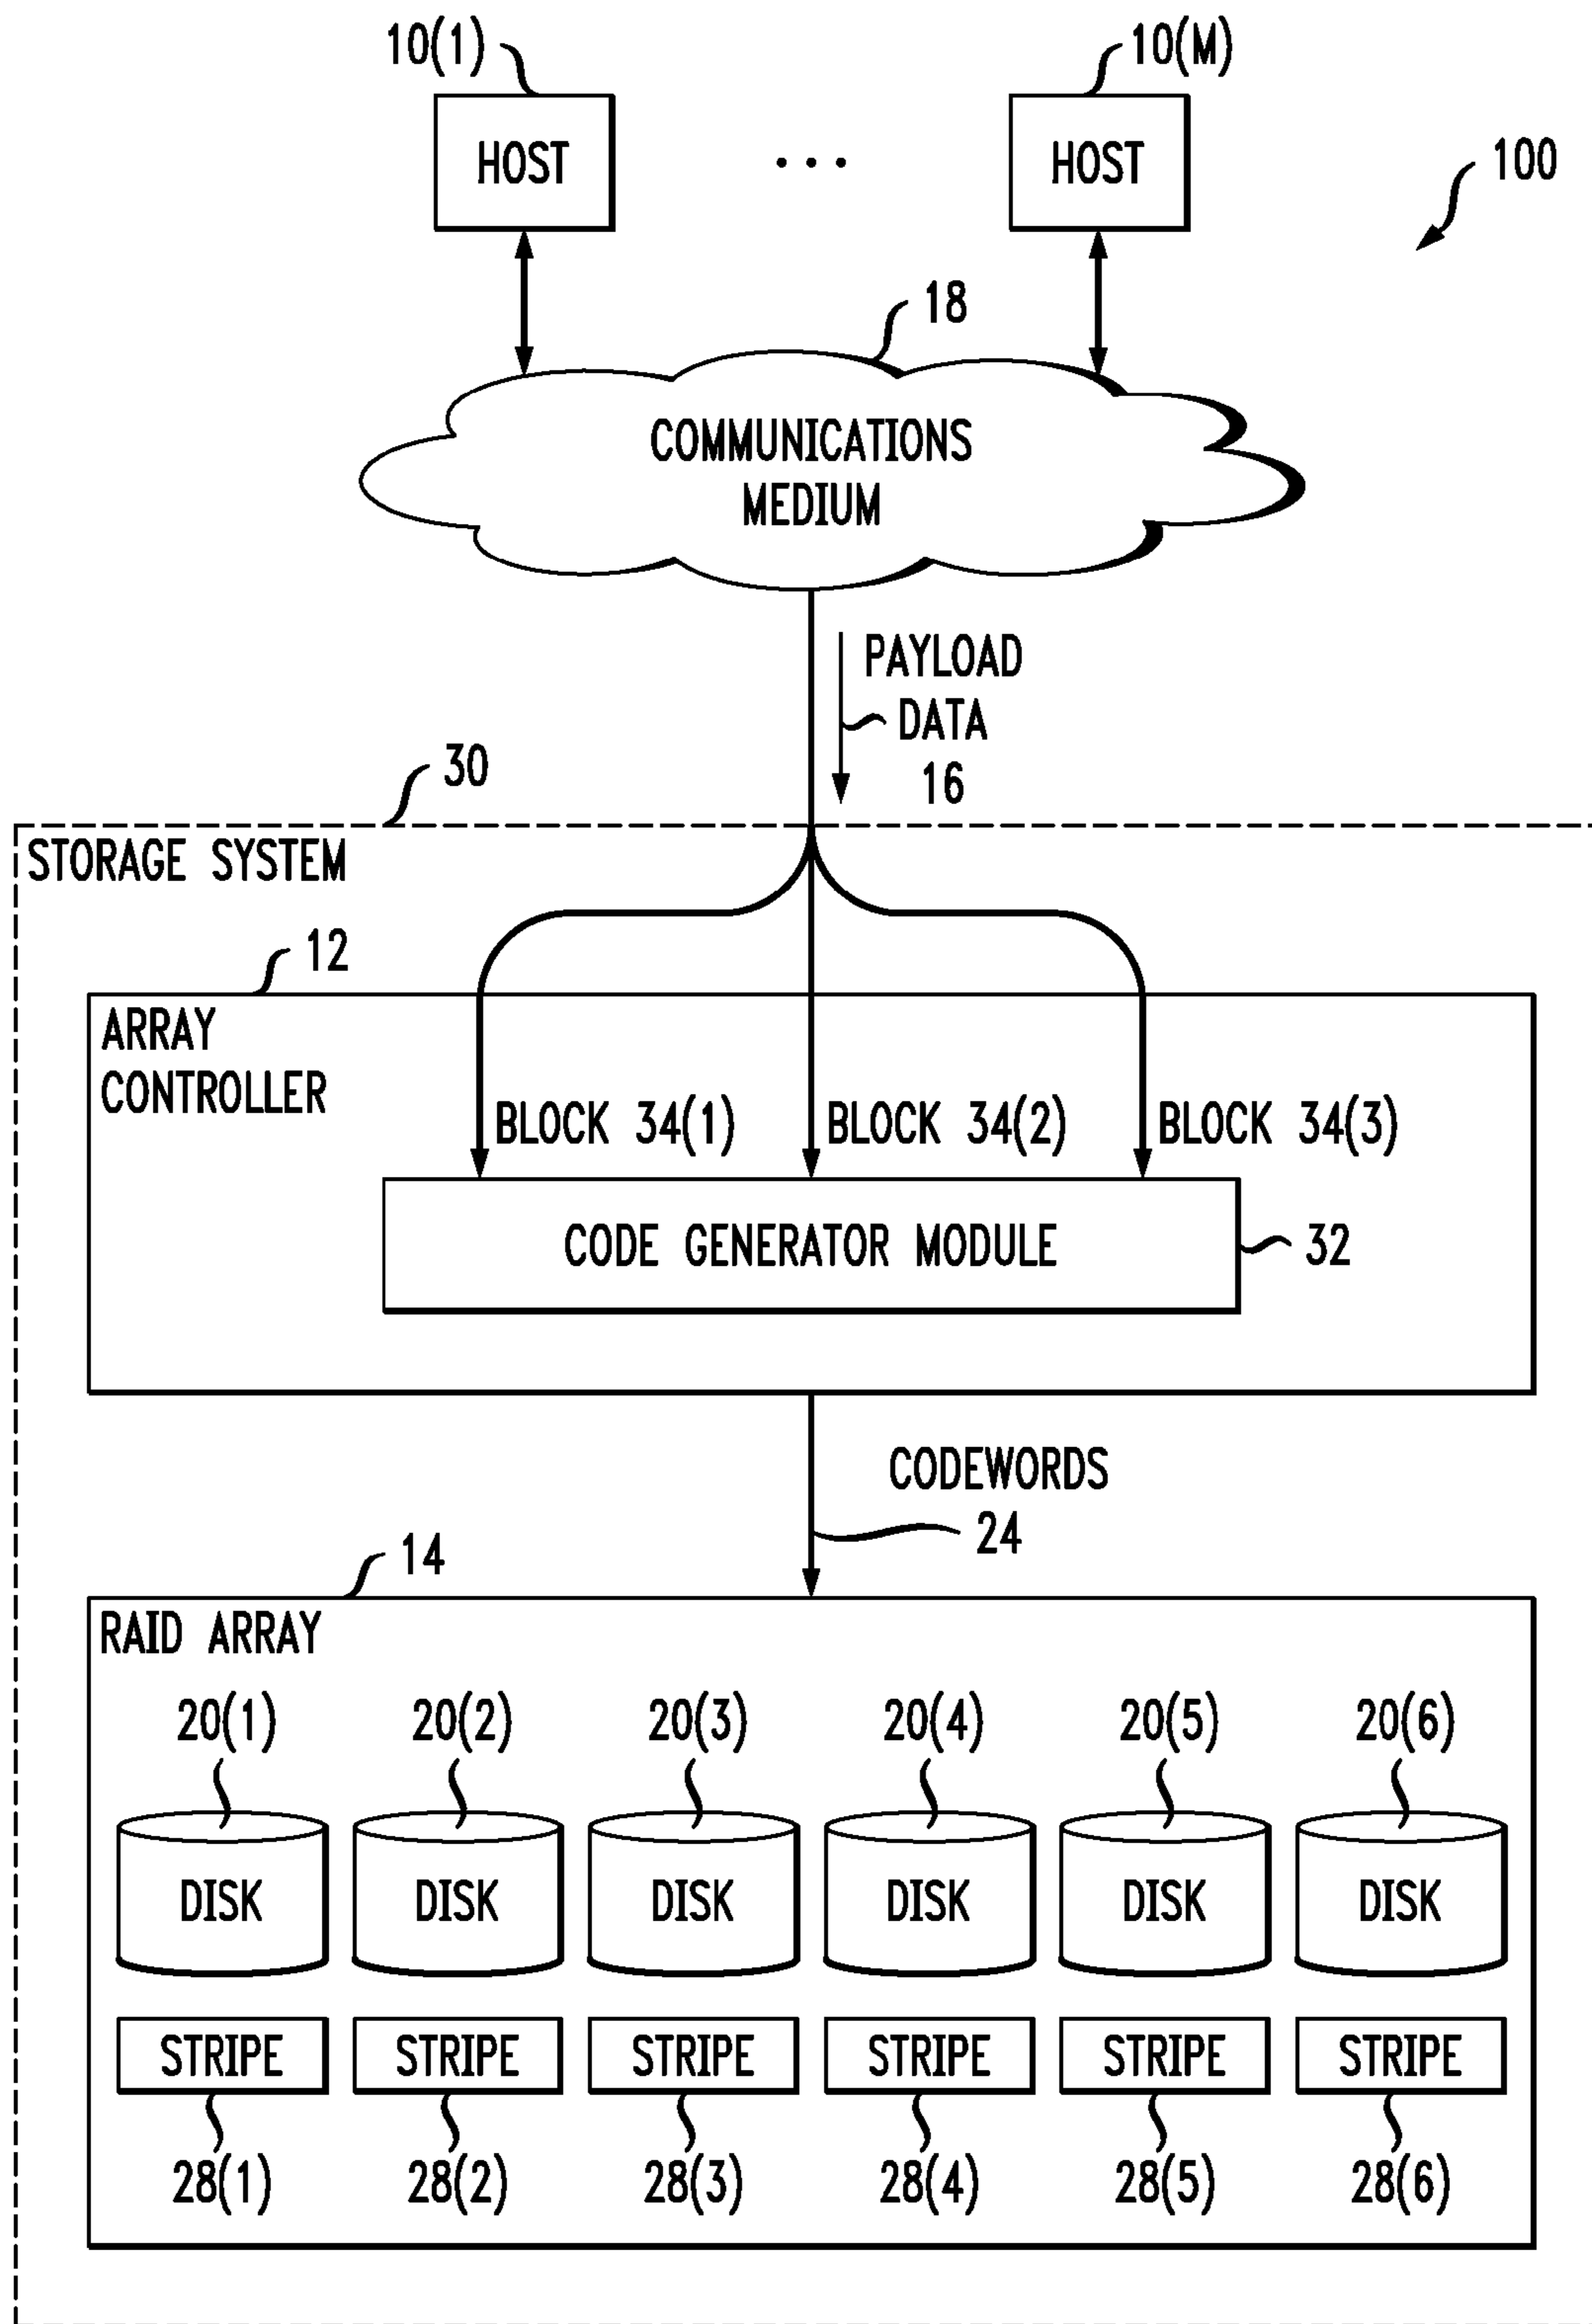 10(1)
10(M)
HOST
...
HOST
100
18
COMMUNICATIONS
MEDIUM
PAYLOAD
DATA
16
30
STORAGE SYSTEM
12
ARRAY
CONTROLLER
BLOCK 34(1)
BLOCK 34(2)
BLOCK 34(3)
CODE GENERATOR MODULE
32
CODEWORDS
24
14
RAID ARRAY
20(1)
20(2)
20(3)
20(4)
20(5)
20(6)
DISK
DISK
DISK
DISK
DISK
DISK
STRIPE
STRIPE
STRIPE
STRIPE
STRIPE
STRIPE
28(1)
28(2)
28(3)
28(4)
28(5)
28(6)